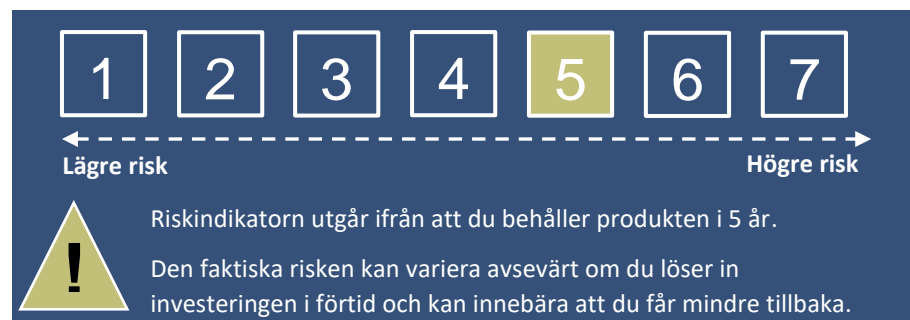 1 2 3 4 5 6 7
Lägre risk Högre risk
Riskindikatorn utgår ifrån att du behåller produkten i 5 år.
!
Den faktiska risken kan variera avsevärt om du löser in
investeringen i förtid och kan innebära att du får mindre tillbaka.